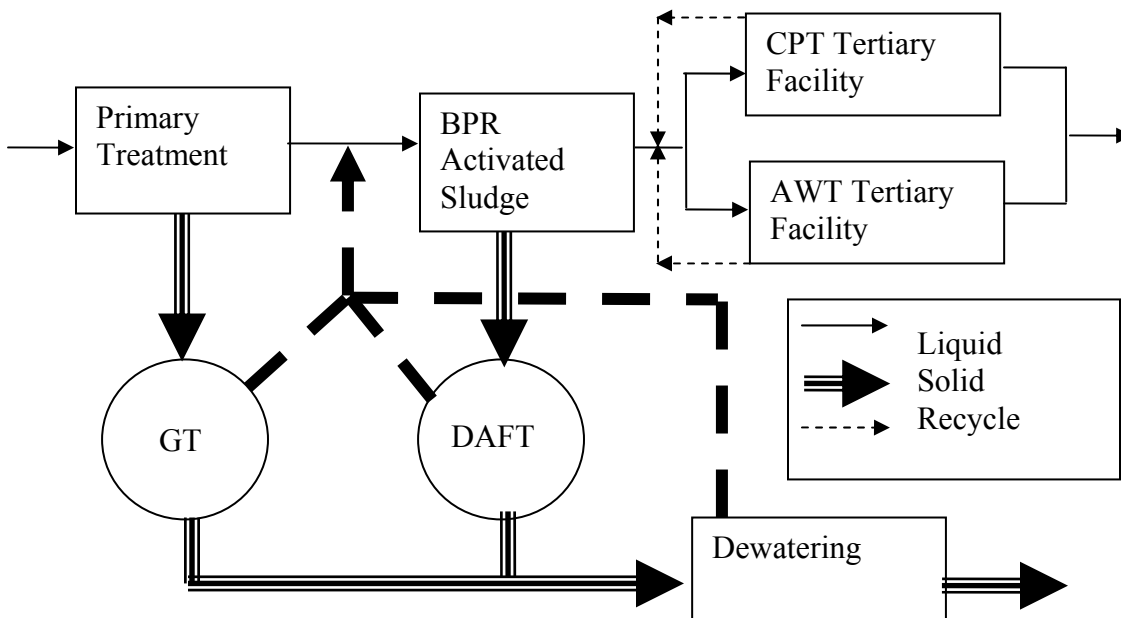 Primary
Treatment
BPR
Activated
Sludge
CPT Tertiary
Facility
AWT Tertiary
Facility
GT
DAFT
Dewatering
Liquid
Solid
Recycle